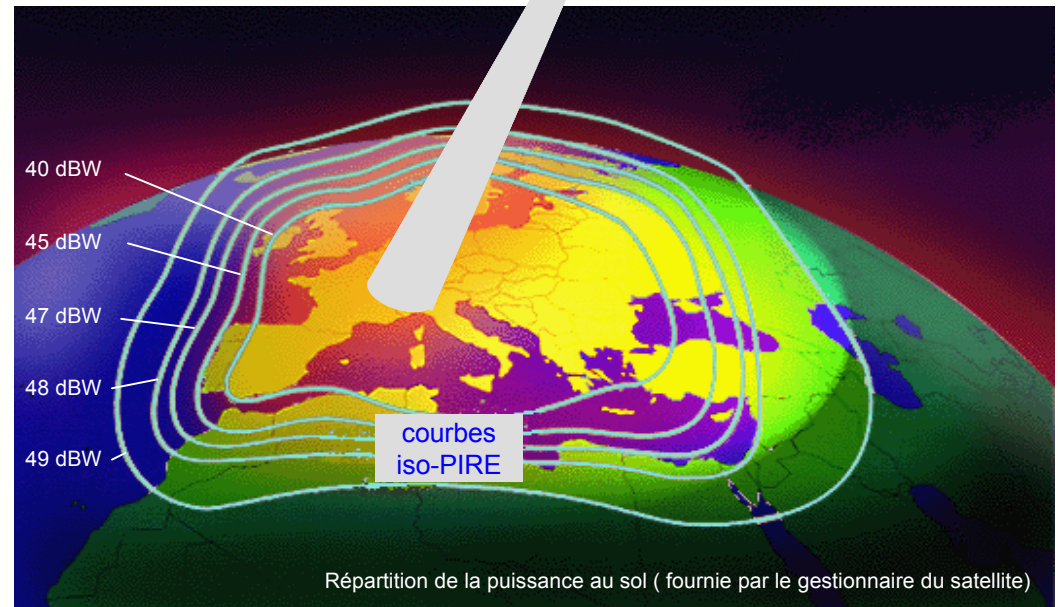 40 dBW
45 dBW
47 dBW
48 dBW
49 dBW
courbes
iso-PIRE
Répartition de la puissance au sol ( fournie par le gestionnaire du satellite)